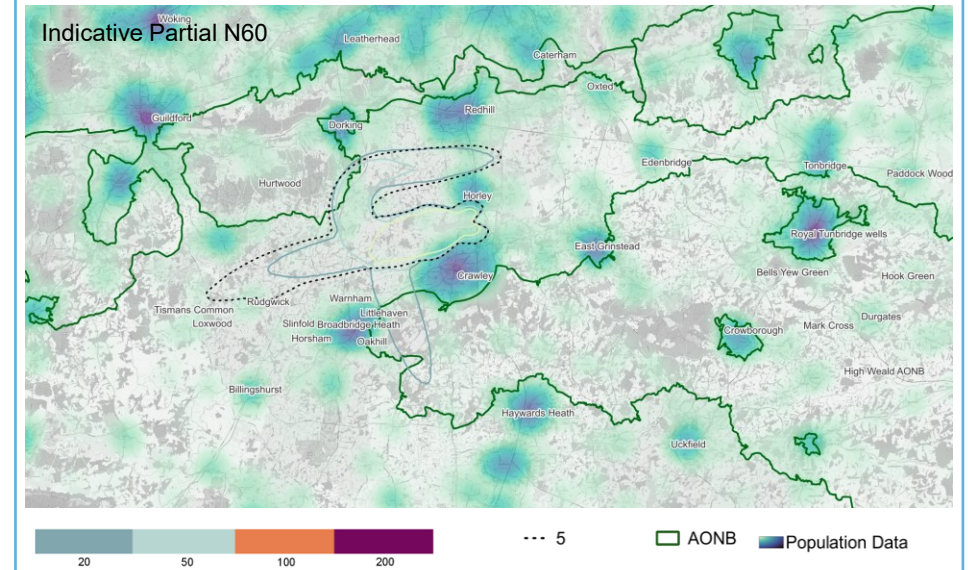 Woking
Indicative Partial N60
Leatherhead
Caterham
Oxted
Redhill
Guildford
Dorking
Edenbridge
Tonbridge
Paddock Wood
Hurtwood
Horley
Royal Tunbridge wells
East Grinstead
Bells Yew Green
Hook Green
Crawley
Rudgwick
Warnham
Tismans Common
Littlehaven
Durgates
Loxwood
Slinfold
Broadbridge Heath
Mark Cross
Crowborough
Horsham
Oakhill
High Weald AONB
Billingshurst
Haywards Heath
Uckfield
5
AONB
Population Data
20
50
100
200